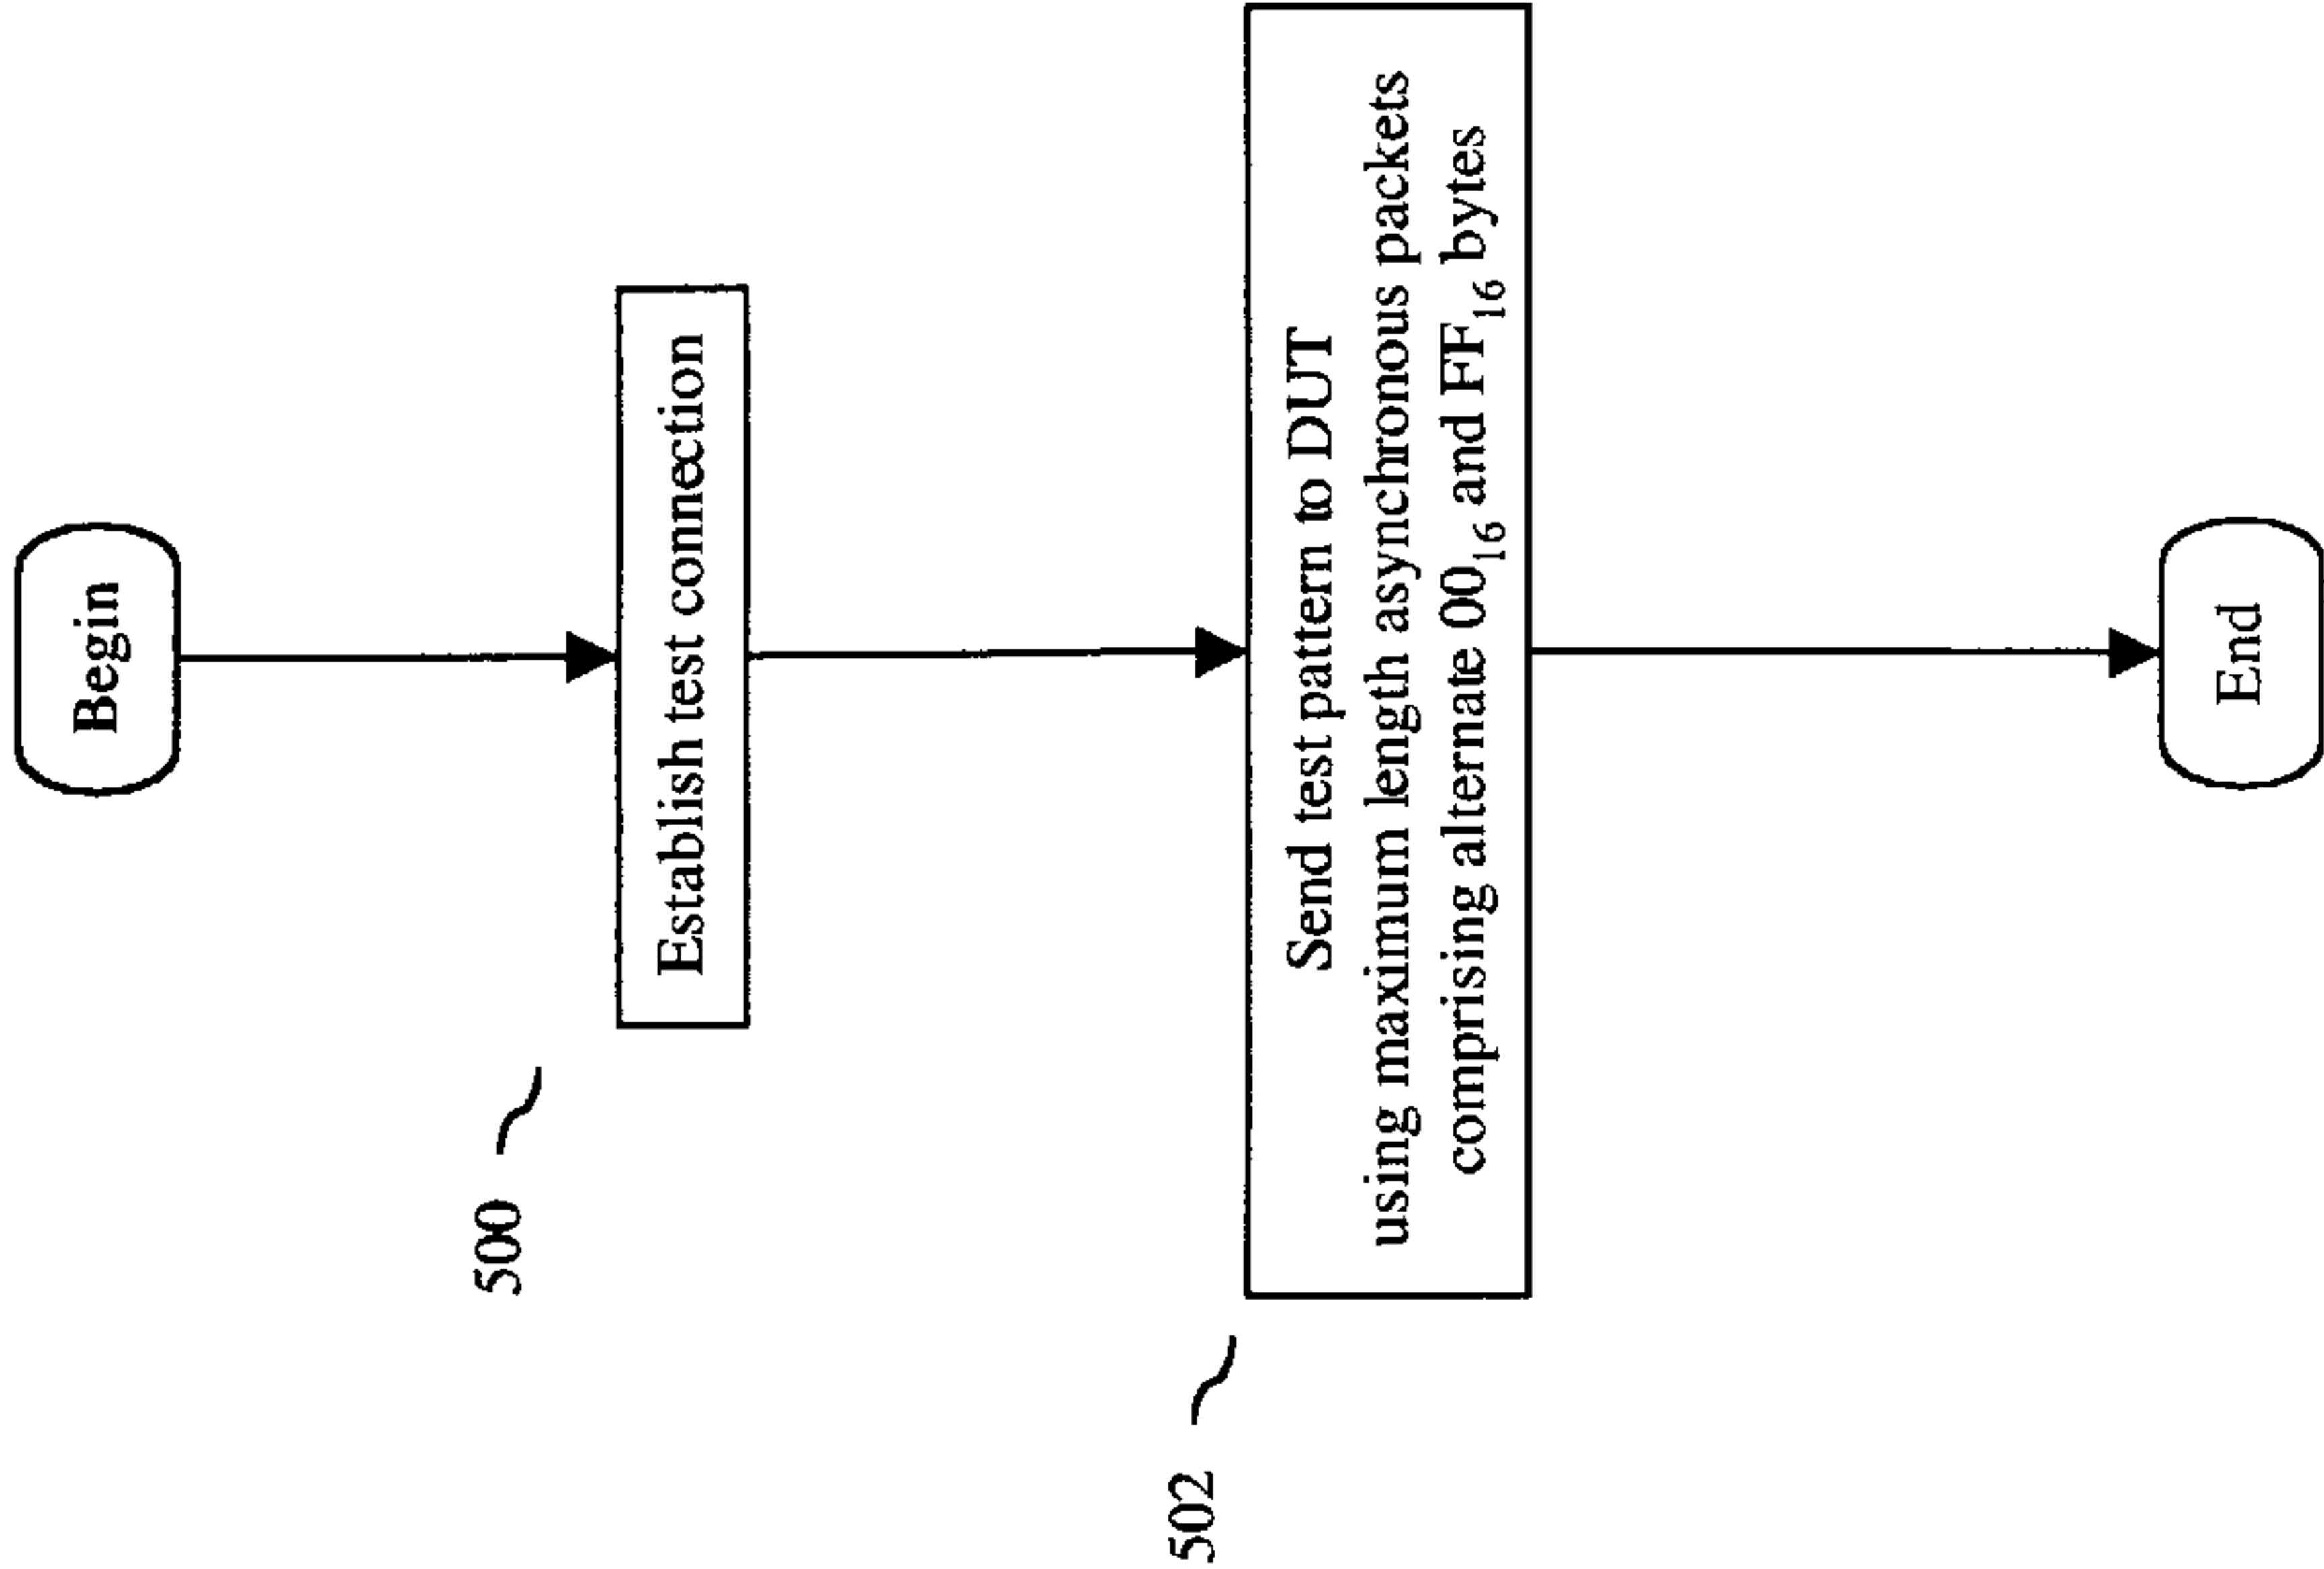 Begin
500
Establish test connection
502
Send test pattern to DUT
using maximum length asynchronous packets
comprising alternate 00₁₆ and FF₁₆ bytes
End